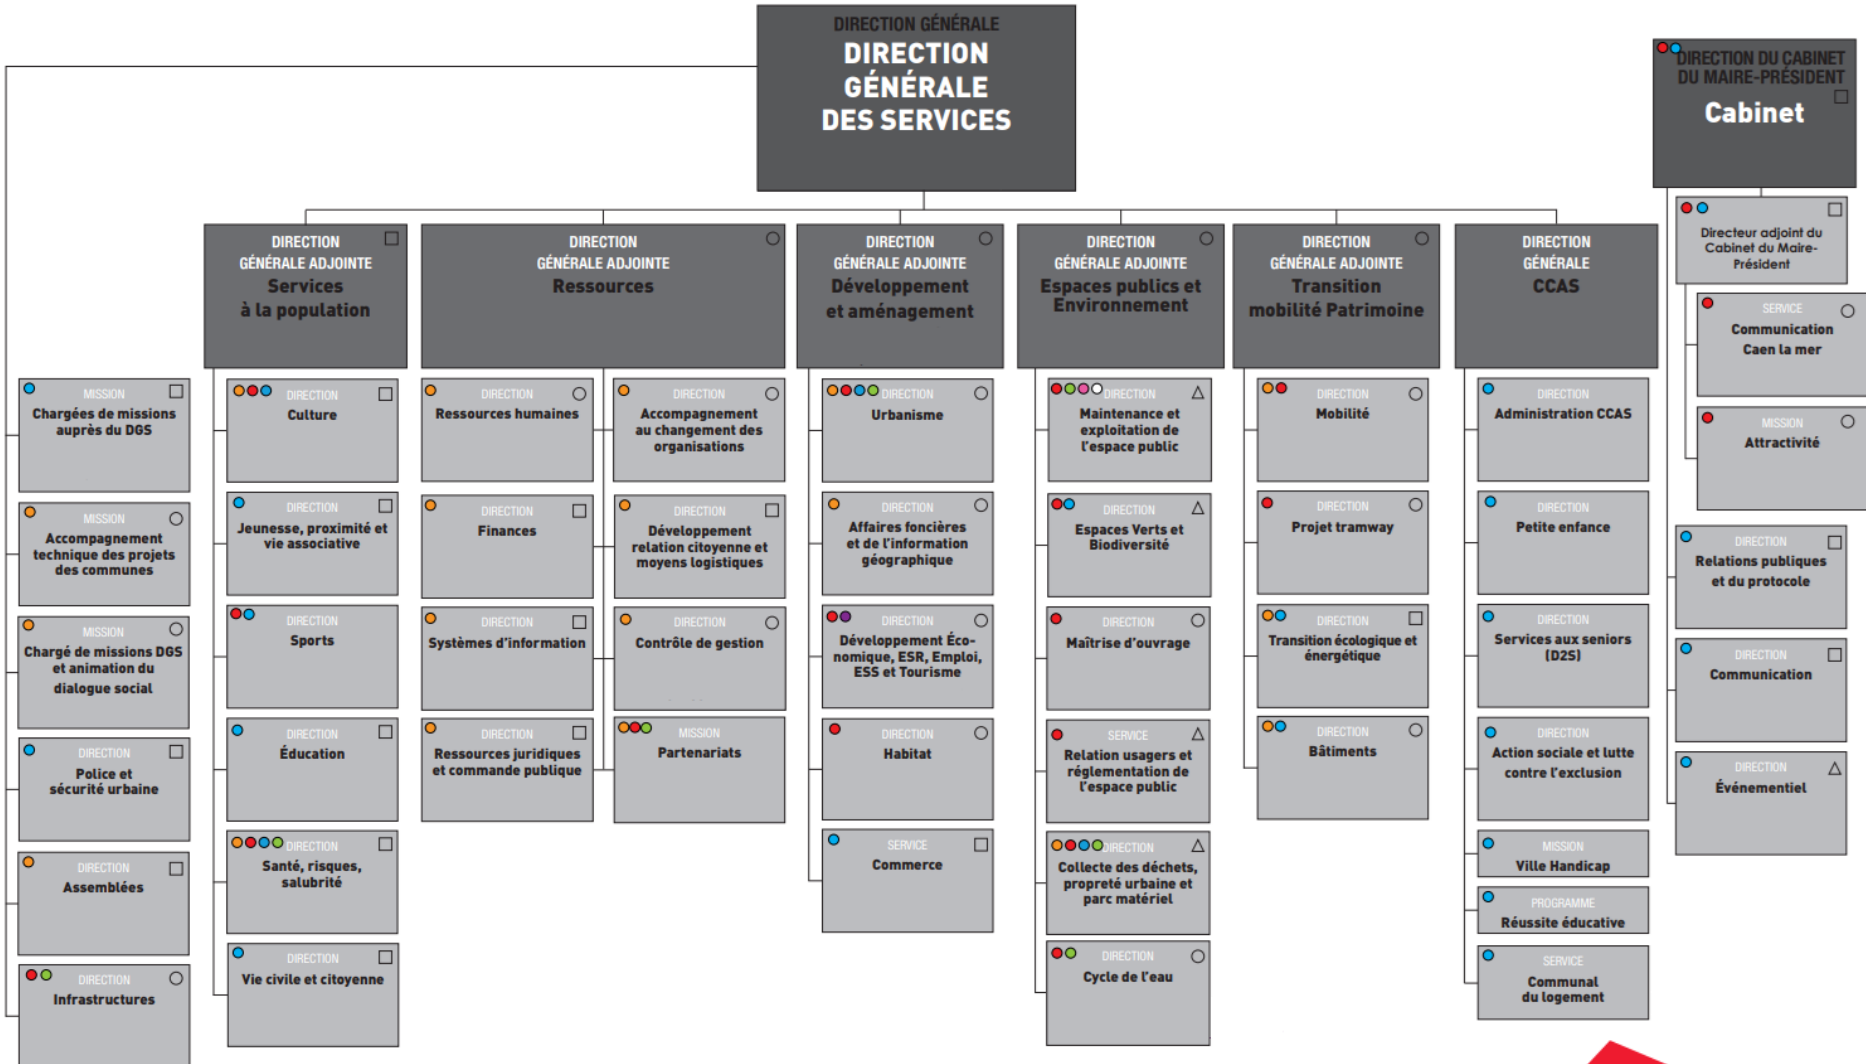 DIRECTION GÉNÉRALE
DIRECTION
GÉNÉRALE
DES SERVICES
DIRECTION DU CABINET
DU MAIRE-PRÉSIDENT
Cabinet
Directeur adjoint du
Cabinet du Maire-
Président
SERVICE
Communication
Caen la mer
MISSION
Attractivité
DIRECTION
Relations publiques
et du protocole
DIRECTION
Communication
DIRECTION
Événementiel
MISSION
Chargées de missions
auprès du DGS
MISSION
Accompagnement
technique des projets
des communes
MISSION
Chargé de missions DGS
et animation du
dialogue social
DIRECTION
Police et
sécurité urbaine
DIRECTION
Assemblées
DIRECTION
Infrastructures
DIRECTION
GÉNÉRALE ADJOINTE
Services
à la population
DIRECTION
Culture
DIRECTION
Jeunesse, proximité et
vie associative
DIRECTION
Sports
DIRECTION
Éducation
DIRECTION
Santé, risques,
salubrité
DIRECTION
Vie civile et citoyenne
DIRECTION
GÉNÉRALE ADJOINTE
Ressources
DIRECTION
Ressources humaines
DIRECTION
Finances
DIRECTION
Systèmes d'information
DIRECTION
Ressources juridiques
et commande publique
DIRECTION
Accompagnement
au changement des
organisations
DIRECTION
Développement
relation citoyenne et
moyens logistiques
DIRECTION
Contrôle de gestion
MISSION
Partenariats
DIRECTION
GÉNÉRALE ADJOINTE
Développement
et aménagement
DIRECTION
Urbanisme
DIRECTION
Affaires foncières
et de l'information
géographique
DIRECTION
Développement Éco-
nomique, ESR, Emploi,
ESS et Tourisme
DIRECTION
Habitat
SERVICE
Commerce
DIRECTION
GÉNÉRALE ADJOINTE
Espaces publics et
Environnement
DIRECTION
Maintenance et
exploitation de
l'espace public
DIRECTION
Espaces Verts et
Biodiversité
DIRECTION
Maîtrise d'ouvrage
SERVICE
Relation usagers et
réglementation de
l'espace public
DIRECTION
Collecte des déchets,
propreté urbaine et
parc matériel
DIRECTION
Cycle de l'eau
DIRECTION
GÉNÉRALE ADJOINTE
Transition
mobilité Patrimoine
DIRECTION
Mobilité
DIRECTION
Projet tramway
DIRECTION
Transition écologique et
énergétique
DIRECTION
Bâtiments
DIRECTION
GÉNÉRALE
CCAS
DIRECTION
Administration CCAS
DIRECTION
Petite enfance
DIRECTION
Services aux seniors
(D2S)
DIRECTION
Action sociale et lutte
contre l'exclusion
MISSION
Ville Handicap
PROGRAMME
Réussite éducative
SERVICE
Communal
du logement